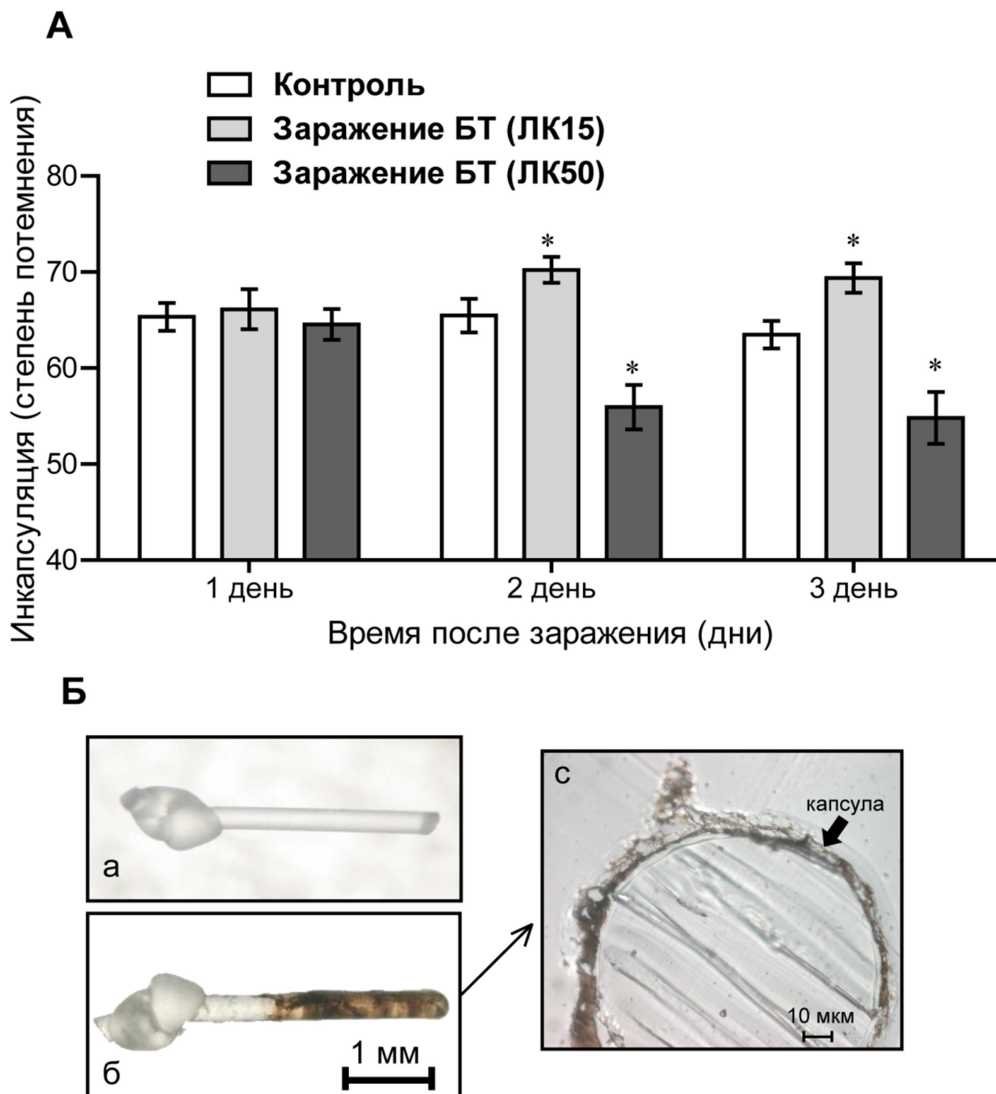 А
Контроль
Заражение БТ (ЛК15)
Заражение БТ (ЛК50)
Инкапсуляция (степень потемнения)
80
70
60
50
40
* *
* *
1 день 2 день 3 день
Время после заражения (дни)
Б
а
б
1 мм
с
капсула
10 мкм